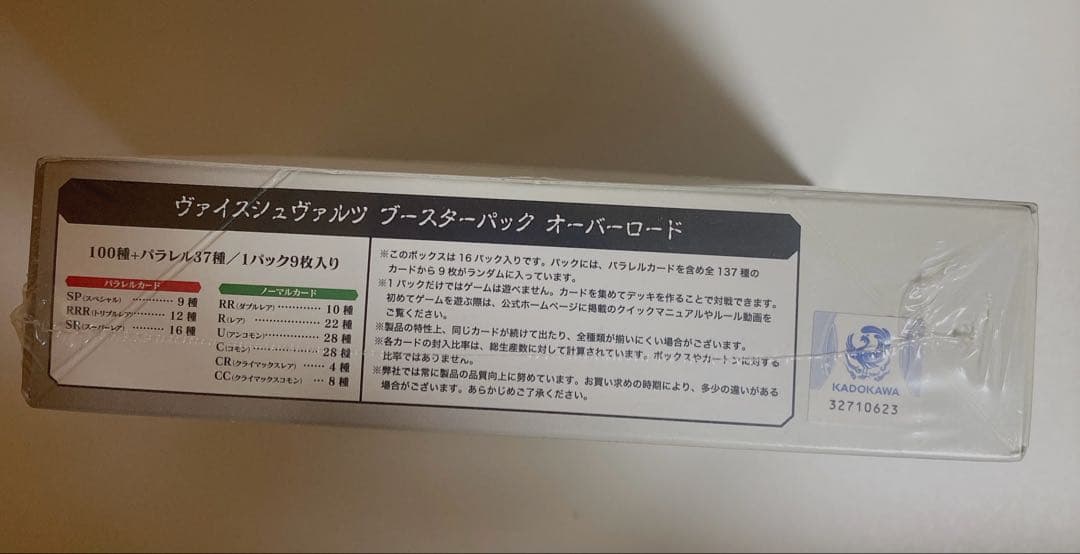 ヴァイスシュヴァルツ ブースターパック オーバーロード
100種+パラレル37種/1パック9枚入り
パラレルカード
SP(スペシャル) ………… 9種
RRR(トリプルレア) …… 12種
SR(スーパーレア) ……… 16種
ノーマルカード
RR(ダブルレア) ………… 10種
R(レア) ………………… 22種
U(アンコモン) ………… 28種
C(コモン) ……………… 28種
CR(クライマックスレア) …… 4種
CC(クライマックスコモン) … 8種
※このボックスは16パック入りです。パックには、パラレルカードを含め全137種の
カードから9枚がランダムに入っています。
※1パックだけではゲームは遊べません。カードを集めてデッキを作ることで対戦できます。
初めてゲームを遊ぶ際は、公式ホームページに掲載のクイックマニュアルやルール動画を
ご覧ください。
※製品の特性上、同じカードが続けて出たり、全種類が揃いにくい場合がございます。
※各カードの封入比率は、総生産数に対して計算されています。ボックスやカートンに対する
比率ではありません。
※弊社では常に製品の品質向上に努めています。お買い求めの時期により、多少の違いがある
場合がございます。あらかじめご了承ください。
KADOKAWA
32710623